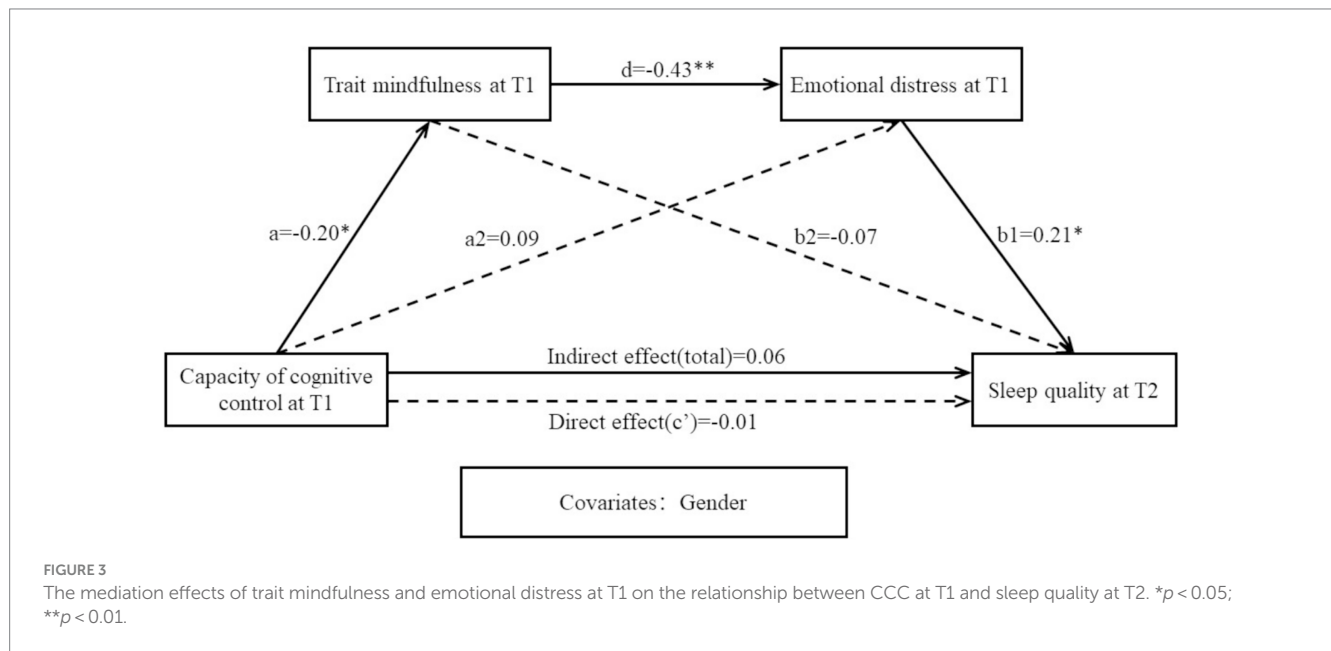 Trait mindfulness at T1
d=-0.43**
Emotional distress at T1
a=-0.20*
a2=0.09
b2=-0.07
b1=0.21*
Capacity of cognitive
control at T1
Indirect effect(total)=0.06
Direct effect(c’)=-0.01
Sleep quality at T2
Covariates: Gender
FIGURE 3
The mediation effects of trait mindfulness and emotional distress at T1 on the relationship between CCC at T1 and sleep quality at T2. *p < 0.05;
**p < 0.01.